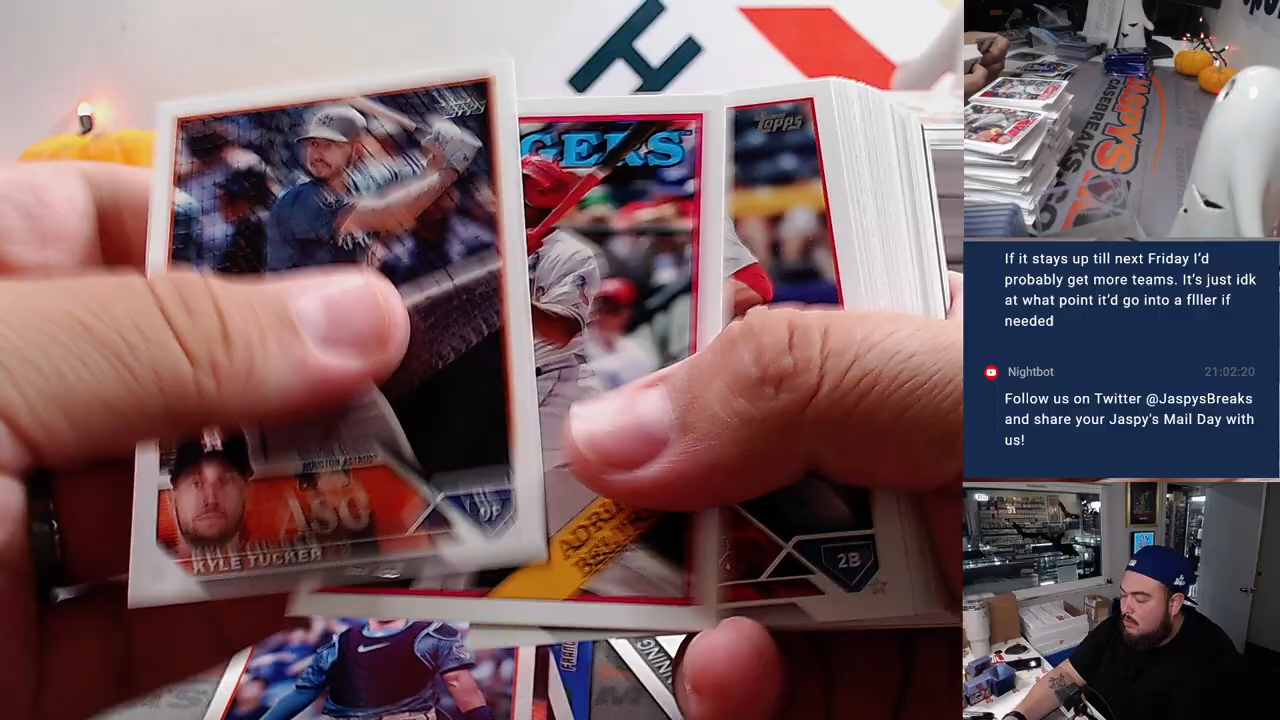 TOPPS
GERS
TOPPS
HOUSTON ASTROS
KYLE TUCKER
OF
2B
JASPYS
CASEBREAKS
If it stays up till next Friday I'd
probably get more teams. It's just idk
at what point it'd go into a flller if
needed
Nightbot
21:02:20
Follow us on Twitter @JaspysBreaks
and share your Jaspy's Mail Day with
us!